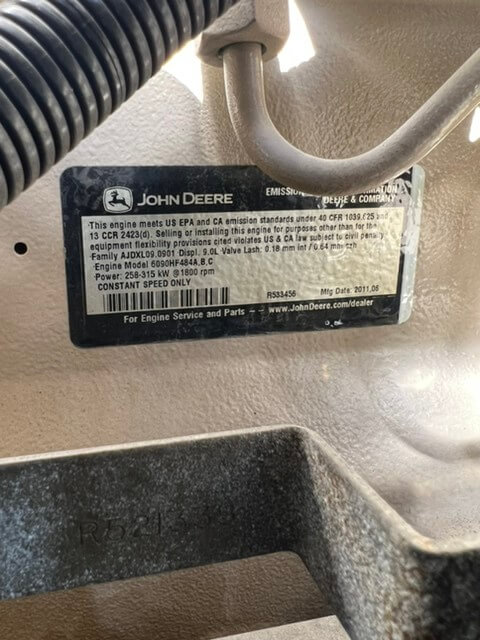 JOHN DEERE
EMISSION
DEERE & COMPANY
This engine meets US EPA and CA emission standards under 40 CFR 1039.625 and
13 CCR 2423(d). Selling or installing this engine for purposes other than for the
equipment flexibility provisions cited violates US & CA law subject to civil penalty.
Family AJDXL09.0901 Displ. 9.0L Valve Lash: 0.18 mm int / 0.64 mm exh
Engine Model 6090HF484A,B,C
Power: 258-315 kW @1800 rpm
CONSTANT SPEED ONLY
R533456 Mfg Date: 2011.06
For Engine Service and Parts -- www.JohnDeere.com/dealer